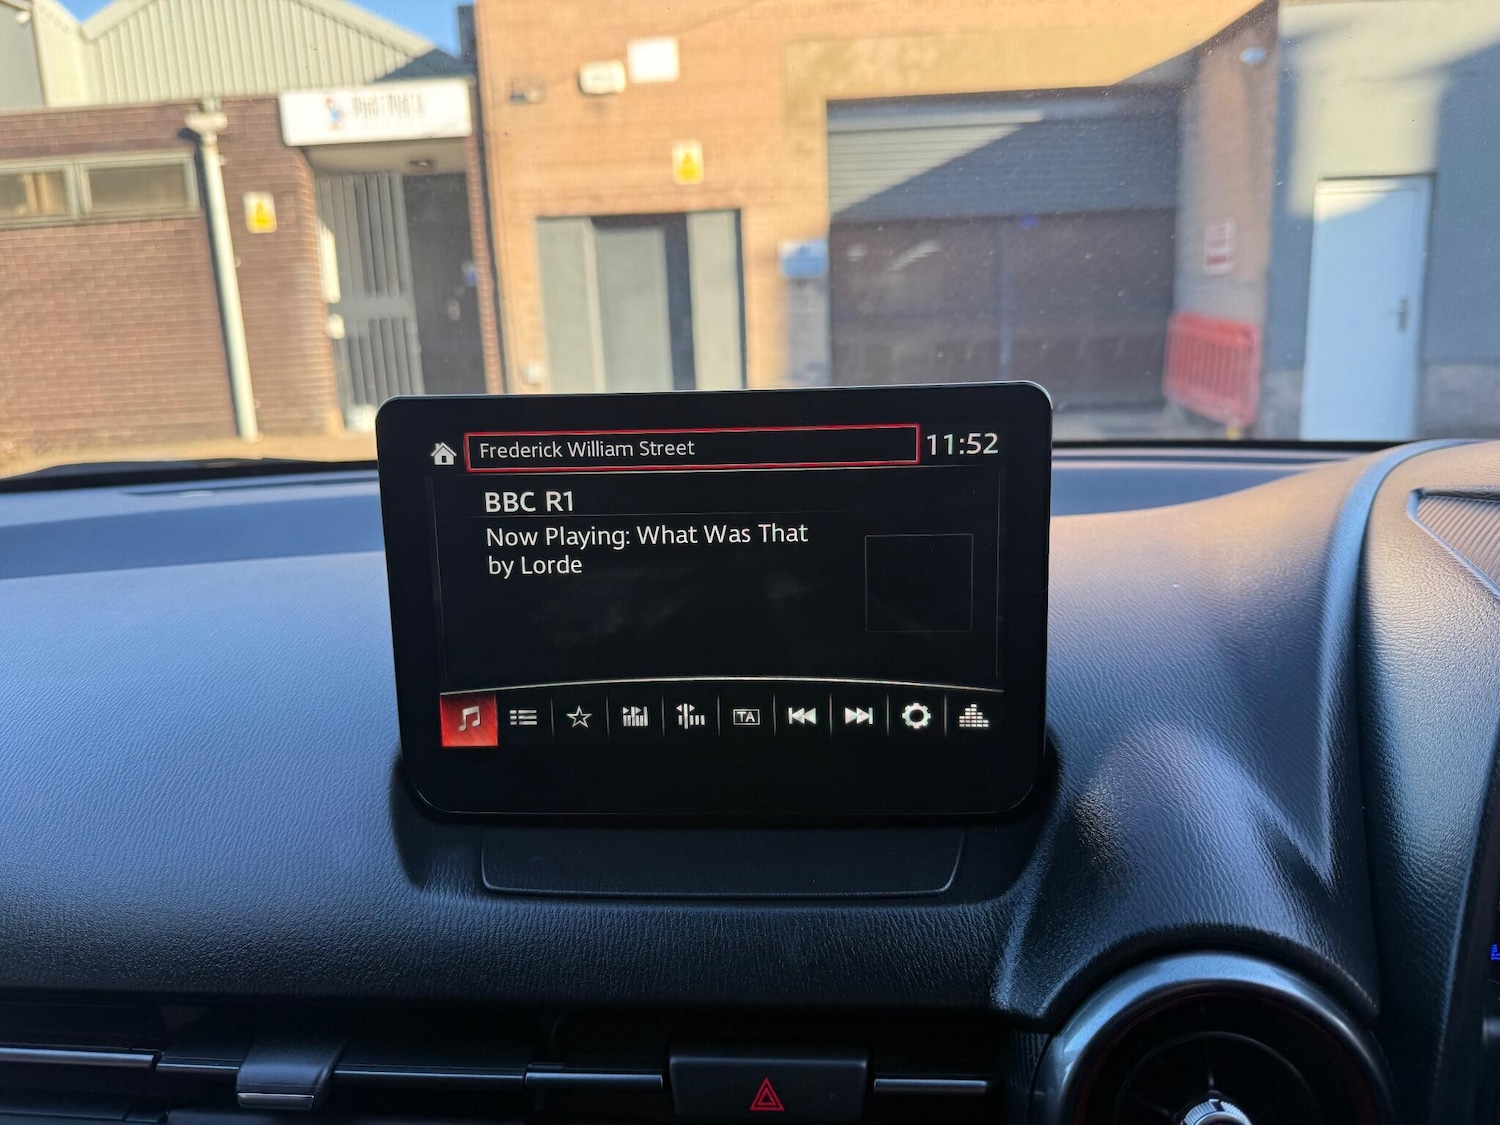 Frederick William Street
11:52
BBC R1
Now Playing: What Was That
by Lorde
TA